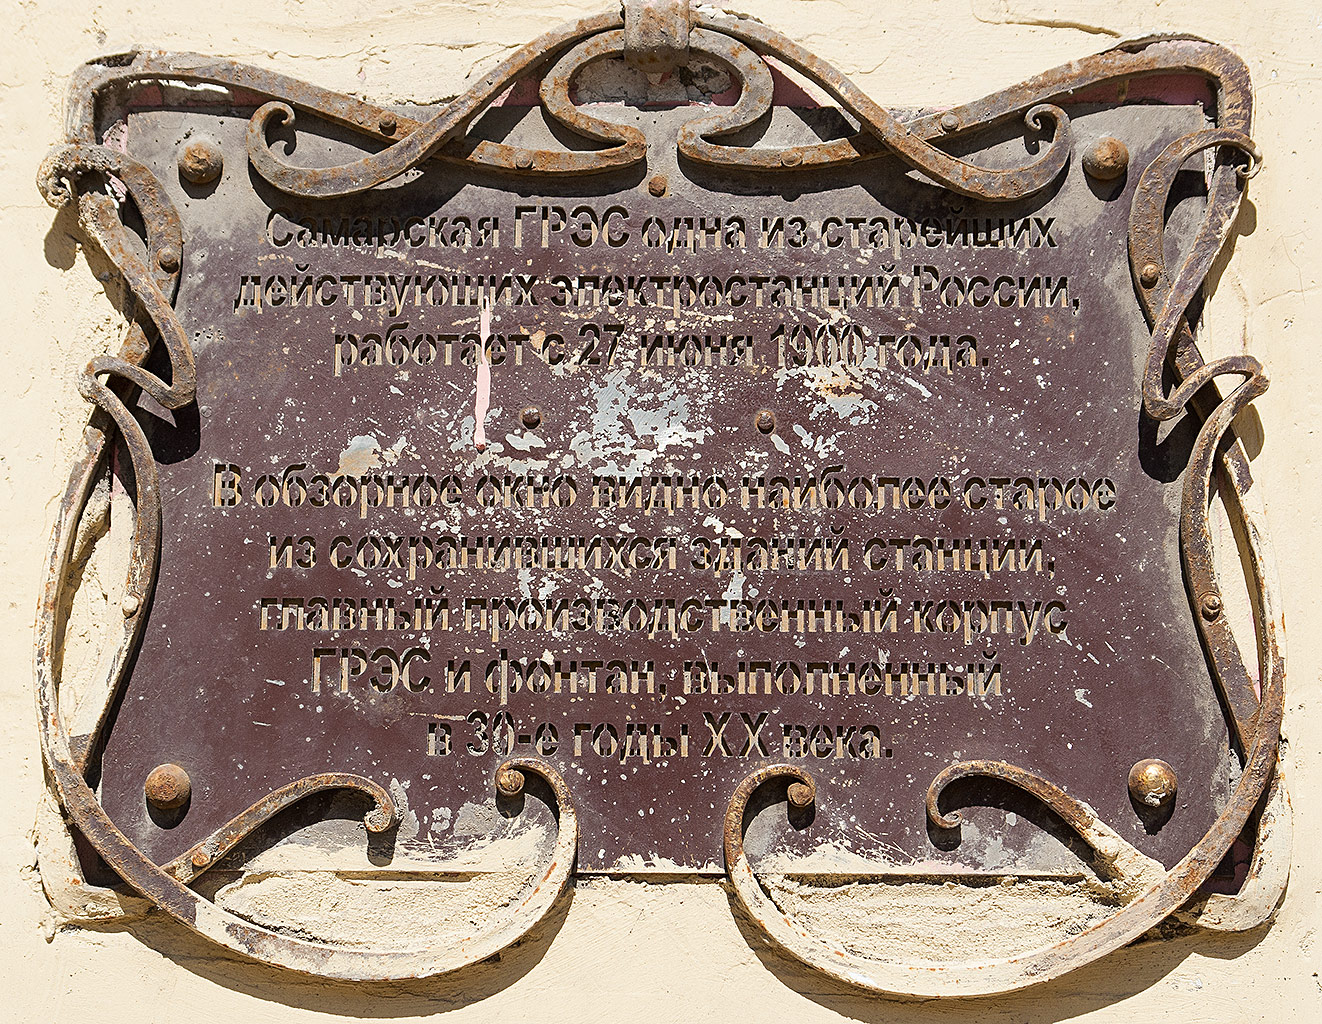 Самарская ГРЭС одна из старейших
действующих электростанций России,
работает с 27 июня 1900 года.
В обзорное окно видно наиболее старое
из сохранившихся зданий станции,
главный производственный корпус
ГРЭС и фонтан, выполненный
в 30-е годы XX века.